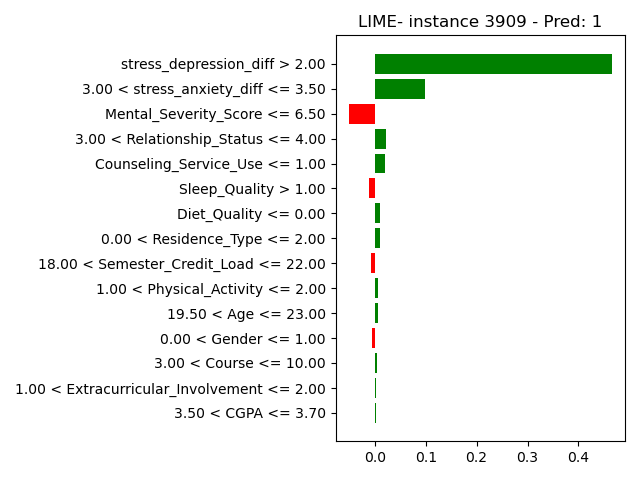 LIME- instance 3909 - Pred: 1
stress_depression_diff > 2.00
3.00 < stress_anxiety_diff <= 3.50
Mental_Severity_Score <= 6.50
3.00 < Relationship_Status <= 4.00
Counseling_Service_Use <= 1.00
Sleep_Quality > 1.00
Diet_Quality <= 0.00
0.00 < Residence_Type <= 2.00
18.00 < Semester_Credit_Load <= 22.00
1.00 < Physical_Activity <= 2.00
19.50 < Age <= 23.00
0.00 < Gender <= 1.00
3.00 < Course <= 10.00
1.00 < Extracurricular_Involvement <= 2.00
3.50 < CGPA <= 3.70
0.0 0.1 0.2 0.3 0.4